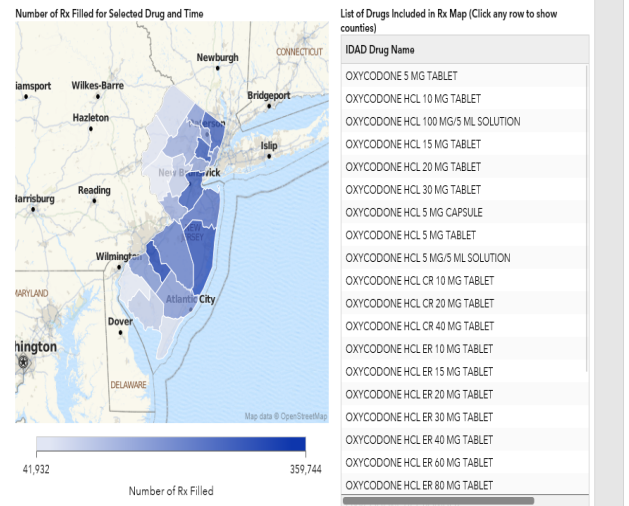 Number of Rx Filled for Selected Drug and Time
CONNECTICUT
Newburgh
iamsport
Wilkes-Barre
Bridgeport
Hazleton
Paterson
Islip
New Brunswick
Reading
Harrisburg
NEW
JERSEY
Wilmington
MARYLAND
Atlantic City
Dover
hington
DELAWARE
Map data © OpenStreetMap
41,932
359,744
Number of Rx Filled
List of Drugs Included in Rx Map (Click any row to show
counties)
IDAD Drug Name
OXYCODONE 5 MG TABLET
OXYCODONE HCL 10 MG TABLET
OXYCODONE HCL 100 MG/5 ML SOLUTION
OXYCODONE HCL 15 MG TABLET
OXYCODONE HCL 20 MG TABLET
OXYCODONE HCL 30 MG TABLET
OXYCODONE HCL 5 MG CAPSULE
OXYCODONE HCL 5 MG TABLET
OXYCODONE HCL 5 MG/5 ML SOLUTION
OXYCODONE HCL CR 10 MG TABLET
OXYCODONE HCL CR 20 MG TABLET
OXYCODONE HCL CR 40 MG TABLET
OXYCODONE HCL ER 10 MG TABLET
OXYCODONE HCL ER 15 MG TABLET
OXYCODONE HCL ER 20 MG TABLET
OXYCODONE HCL ER 30 MG TABLET
OXYCODONE HCL ER 40 MG TABLET
OXYCODONE HCL ER 60 MG TABLET
OXYCODONE HCL ER 80 MG TABLET